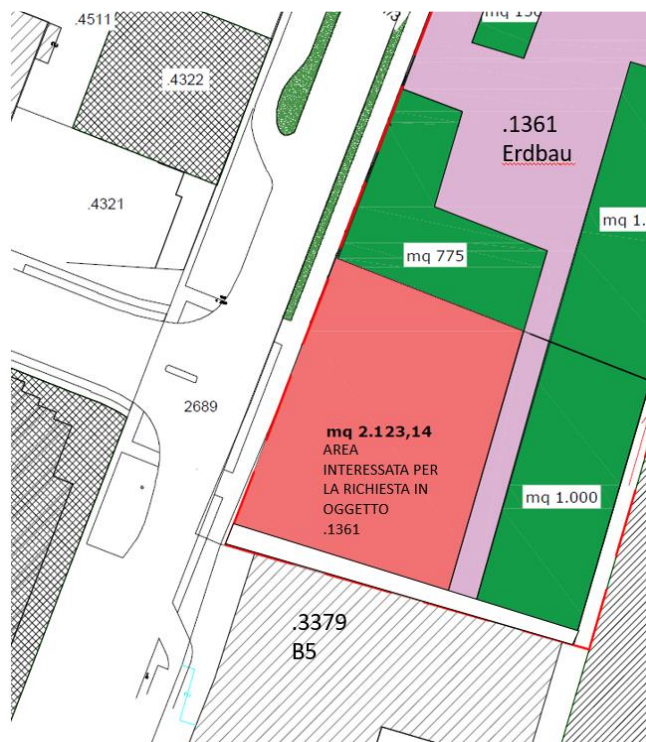 .4511
.4322
.1361
Erdbau
.4321
mq 775
mq 1.
2689
mq 2.123,14
AREA
INTERESSATA PER
LA RICHIESTA IN
OGGETTO
.1361
mq 1.000
.3379
B5